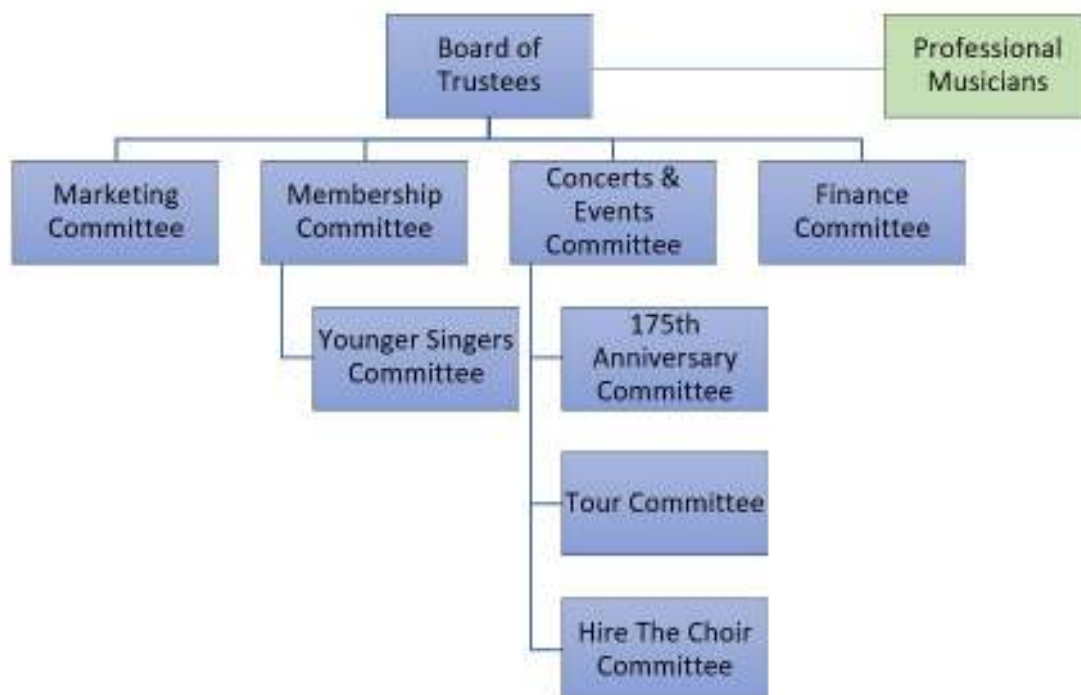 Board of
Trustees
Professional
Musicians
Marketing
Committee
Membership
Committee
Concerts &
Events
Committee
Finance
Committee
Younger Singers
Committee
175th
Anniversary
Committee
Tour Committee
Hire The Choir
Committee